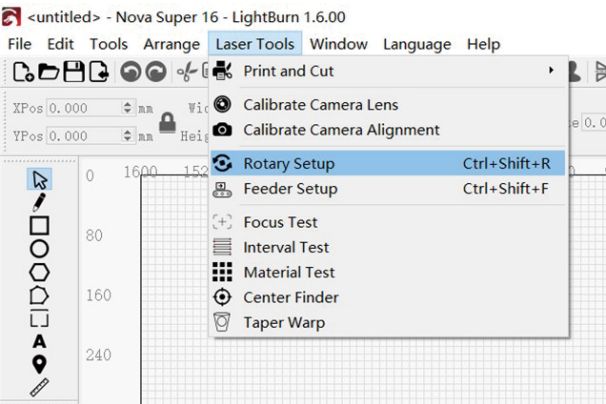 <untitled> - Nova Super 16 - LightBurn 1.6.00
File Edit Tools Arrange Laser Tools Window Language Help
Print and Cut
XPos 0.000 mm
YPos 0.000 mm
Calibrate Camera Lens
Calibrate Camera Alignment
Rotary Setup Ctrl+Shift+R
Feeder Setup Ctrl+Shift+F
Focus Test
Interval Test
Material Test
Center Finder
Taper Warp
0 1600
80
160
240
A